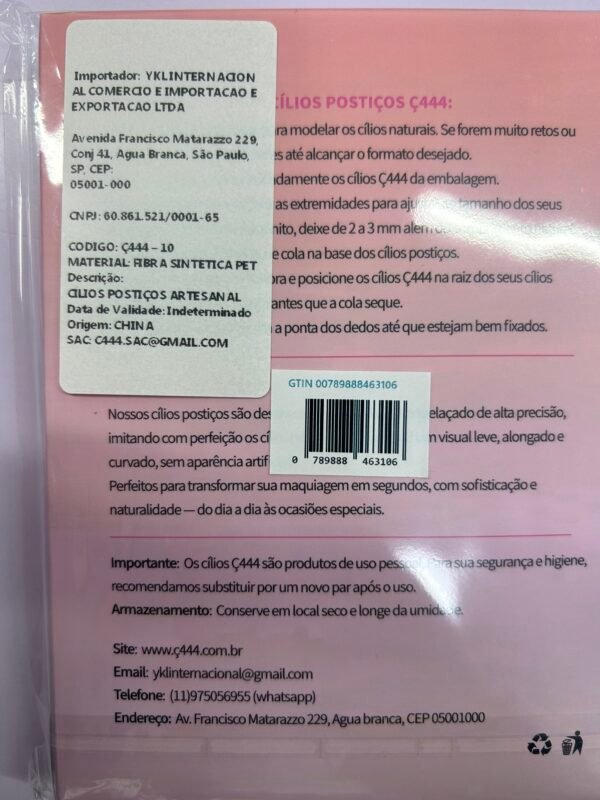 Importador: YKLINTERNACION
AL COMERCIO E IMPORTACAO E
EXPORTACAO LTDA
Avenida Francisco Matarazzo 229,
Conj 41, Agua Branca, São Paulo,
SP, CEP:
05001-000
CNPJ: 60.861.521/0001-65
CODIGO: Ç444 – 10
MATERIAL: FIBRA SINTETICA PET
Descrição:
CILIOS POSTIÇOS ARTESANAL
Data de Validade: Indeterminado
Origem: CHINA
SAC: C444.SAC@GMAIL.COM
CÍLIOS POSTIÇOS Ç444:
ra modelar os cílios naturais. Se forem muito retos ou
es até alcançar o formato desejado.
damente os cílios Ç444 da embalagem.
as extremidades para tamanho dos seus
nito, deixe de 2 a 3 mm
e cola na base dos cílios postiços.
ra e posicione os cílios Ç444 na raiz dos seus cílios
antes que a cola seque.
a ponta dos dedos até que estejam bem fixados.
GTIN 00789888463106
0 789888 463106
Nossos cílios postiços são des elaçado de alta precisão,
imitando com perfeição os cí um visual leve, alongado e
curvado, sem aparência artif
Perfeitos para transformar sua maquiagem em segundos, com sofisticação e
naturalidade — do dia a dia às ocasiões especiais.
Importante: Os cílios Ç444 são produtos de uso pessoal. Para sua segurança e higiene,
recomendamos substituir por um novo par após o uso.
Armazenamento: Conserve em local seco e longe da umidade.
Site: www.ç444.com.br
Email: yklinternacional@gmail.com
Telefone: (11)975056955 (whatsapp)
Endereço: Av. Francisco Matarazzo 229, Agua branca, CEP 05001000